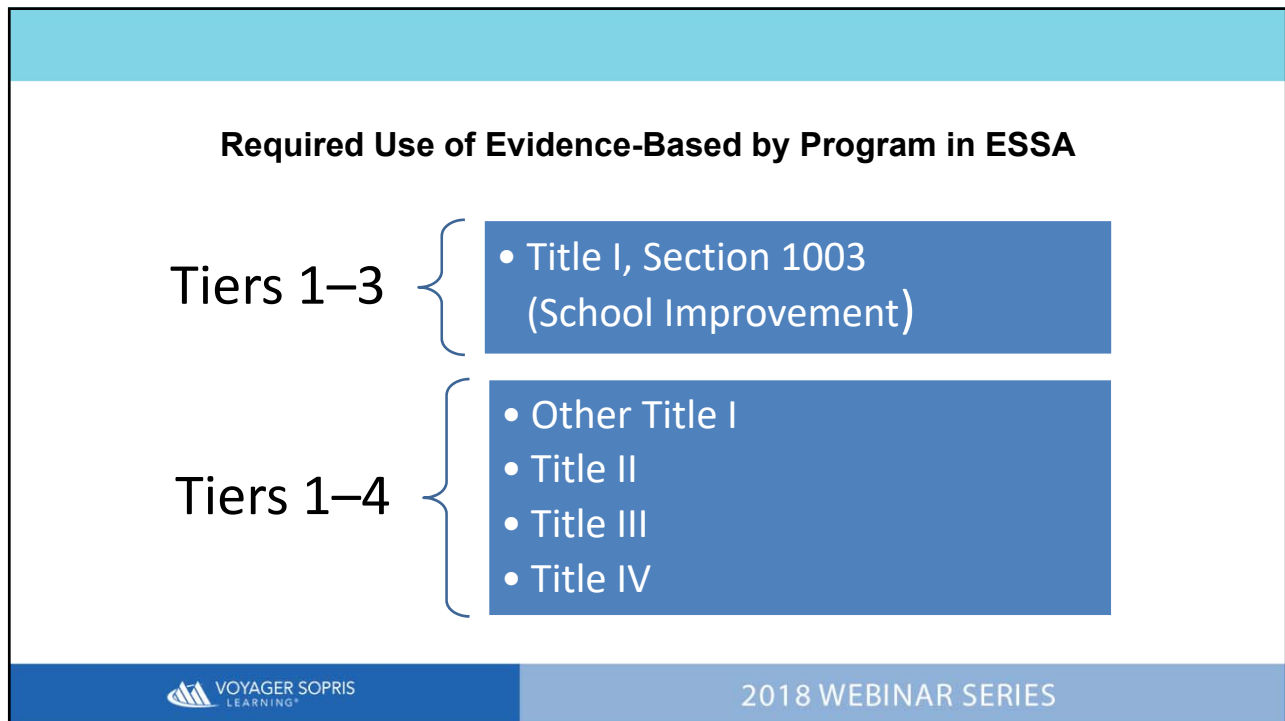 Required Use of Evidence-Based by Program in ESSA
Tiers 1–3
• Title I, Section 1003
(School Improvement)
Tiers 1–4
• Other Title I
• Title II
• Title III
• Title IV
VOYAGER SOPRIS
LEARNING®
2018 WEBINAR SERIES